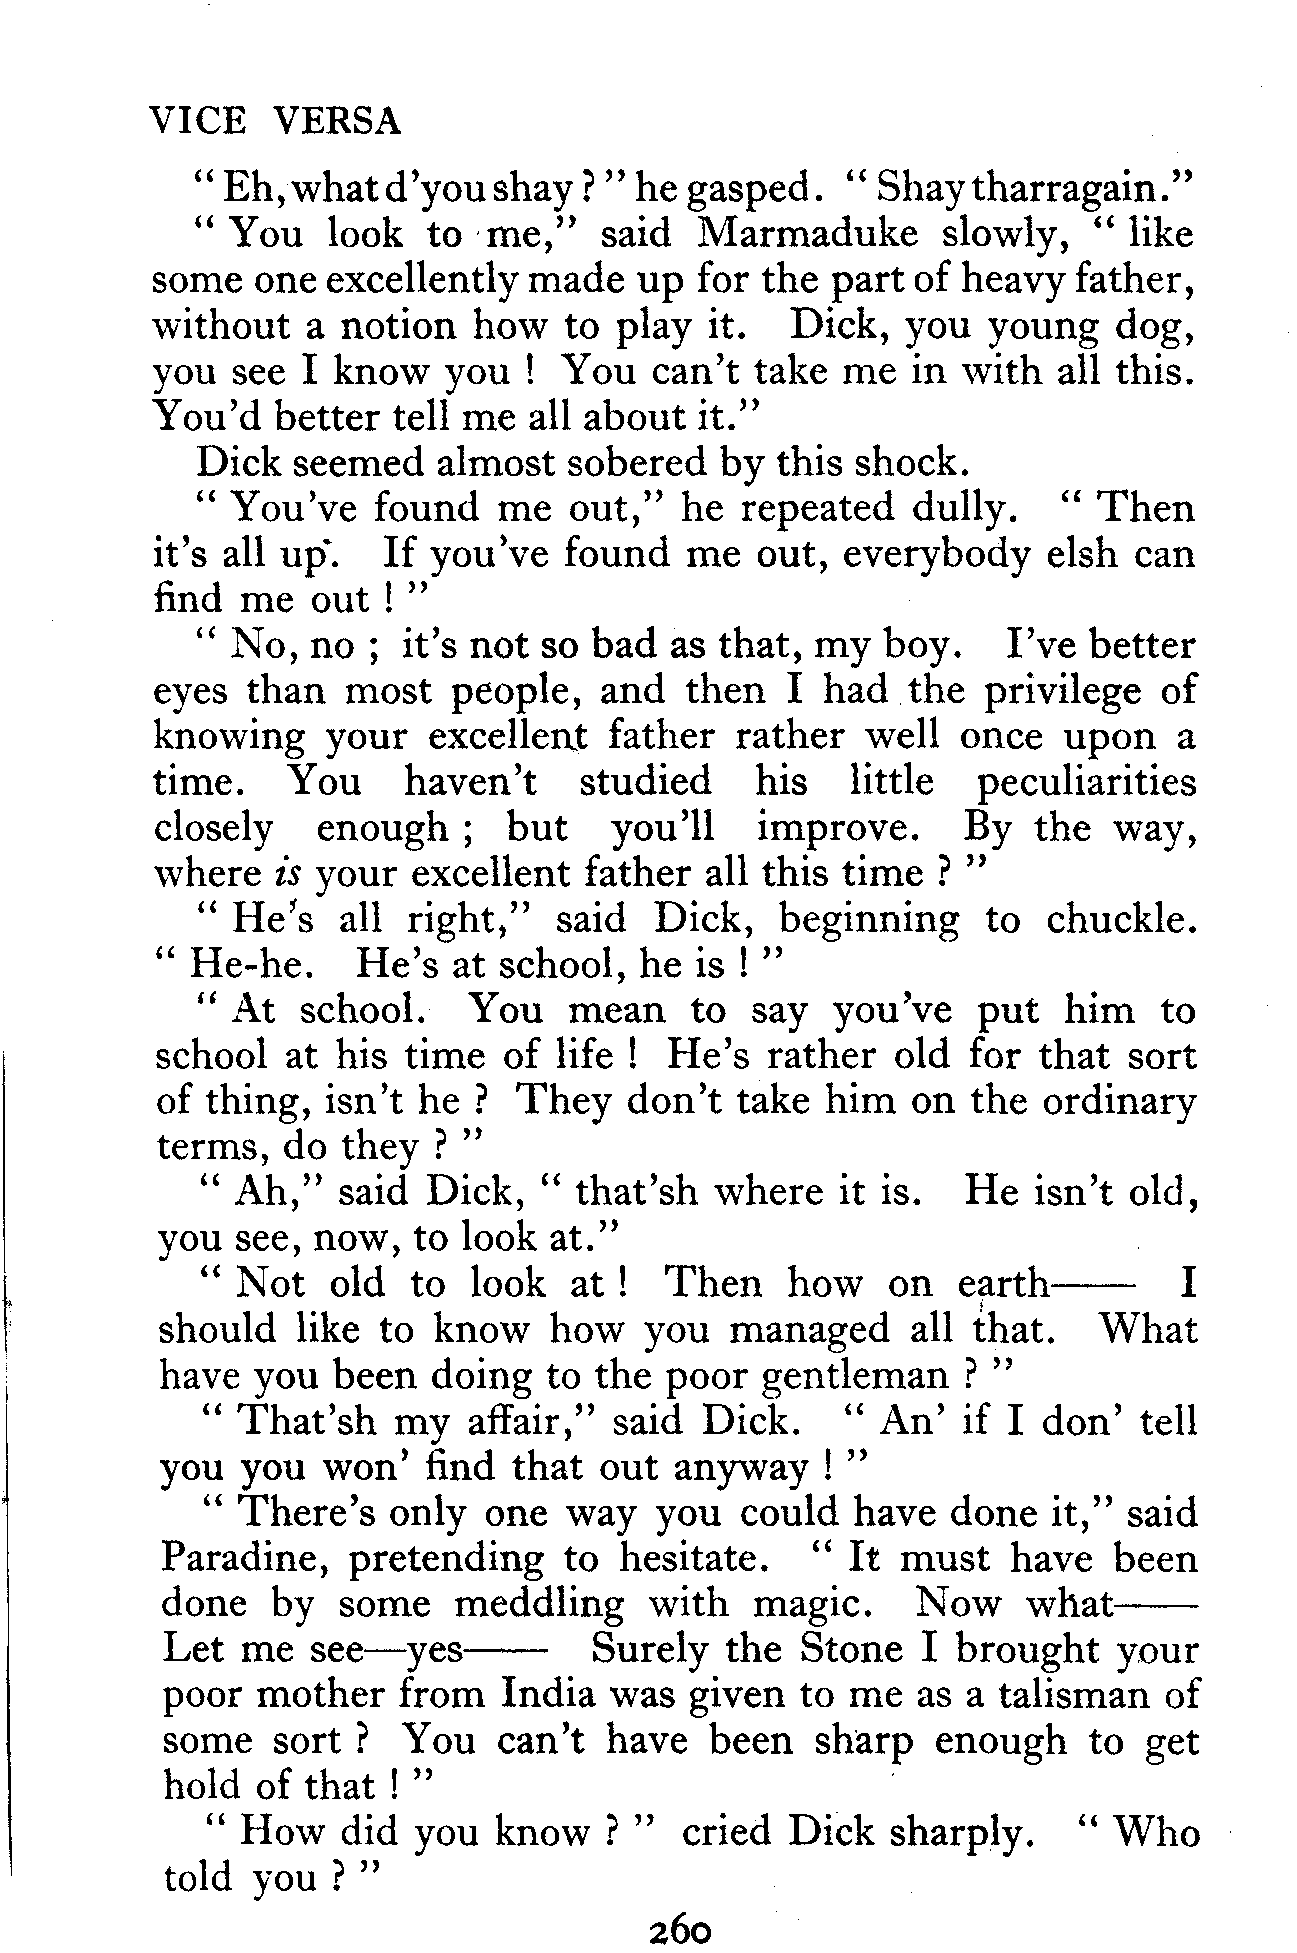 VICE VERSA
“ Eh, what d'you shay ? ” he gasped. “ Shay tharragain.”
“ You look to me,” said Marmaduke slowly, “ like
some one excellently made up for the part of heavy father,
without a notion how to play it. Dick, you young dog,
you see I know you ! You can't take me in with all this.
You'd better tell me all about it.”
Dick seemed almost sobered by this shock.
“ You've found me out,” he repeated dully. “ Then
it's all up. If you've found me out, everybody elsh can
find me out ! ”
“ No, no ; it's not so bad as that, my boy. I've better
eyes than most people, and then I had the privilege of
knowing your excellent father rather well once upon a
time. You haven't studied his little peculiarities
closely enough ; but you'll improve. By the way,
where is your excellent father all this time ? ”
“ He's all right,” said Dick, beginning to chuckle.
“ He-he. He's at school, he is ! ”
“ At school. You mean to say you've put him to
school at his time of life ! He's rather old for that sort
of thing, isn't he ? They don't take him on the ordinary
terms, do they ? ”
“ Ah,” said Dick, “ that'sh where it is. He isn't old,
you see, now, to look at.”
“ Not old to look at ! Then how on earth—— I
should like to know how you managed all that. What
have you been doing to the poor gentleman ? ”
“ That'sh my affair,” said Dick. “ An' if I don' tell
you you won' find that out anyway ! ”
“ There's only one way you could have done it,” said
Paradine, pretending to hesitate. “ It must have been
done by some meddling with magic. Now what——
Let me see—yes—— Surely the Stone I brought your
poor mother from India was given to me as a talisman of
some sort ? You can't have been sharp enough to get
hold of that ! ”
“ How did you know ? ” cried Dick sharply. “ Who
told you ? ”
260